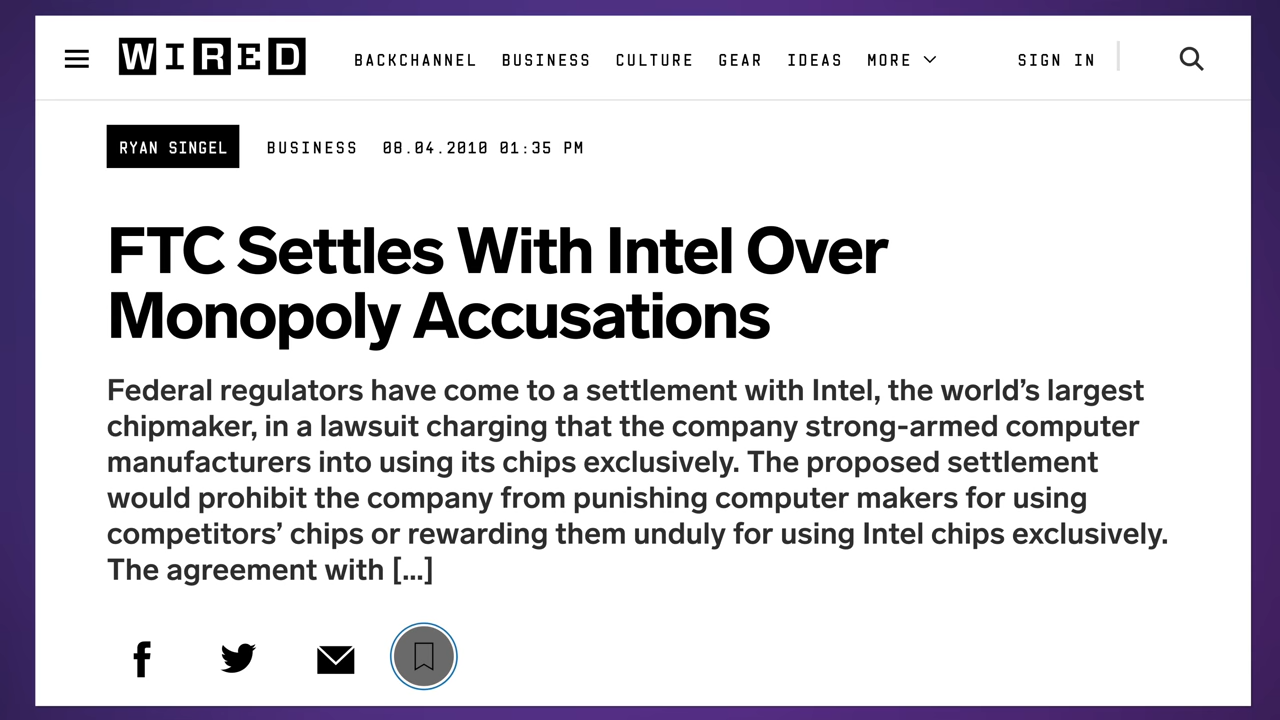 WIRED BACKCHANNEL BUSINESS CULTURE GEAR IDEAS MORE SIGN IN
RYAN SINGEL BUSINESS 08.04.2010 01:35 PM
FTC Settles With Intel Over
Monopoly Accusations
Federal regulators have come to a settlement with Intel, the world’s largest
chipmaker, in a lawsuit charging that the company strong-armed computer
manufacturers into using its chips exclusively. The proposed settlement
would prohibit the company from punishing computer makers for using
competitors’ chips or rewarding them unduly for using Intel chips exclusively.
The agreement with [...]